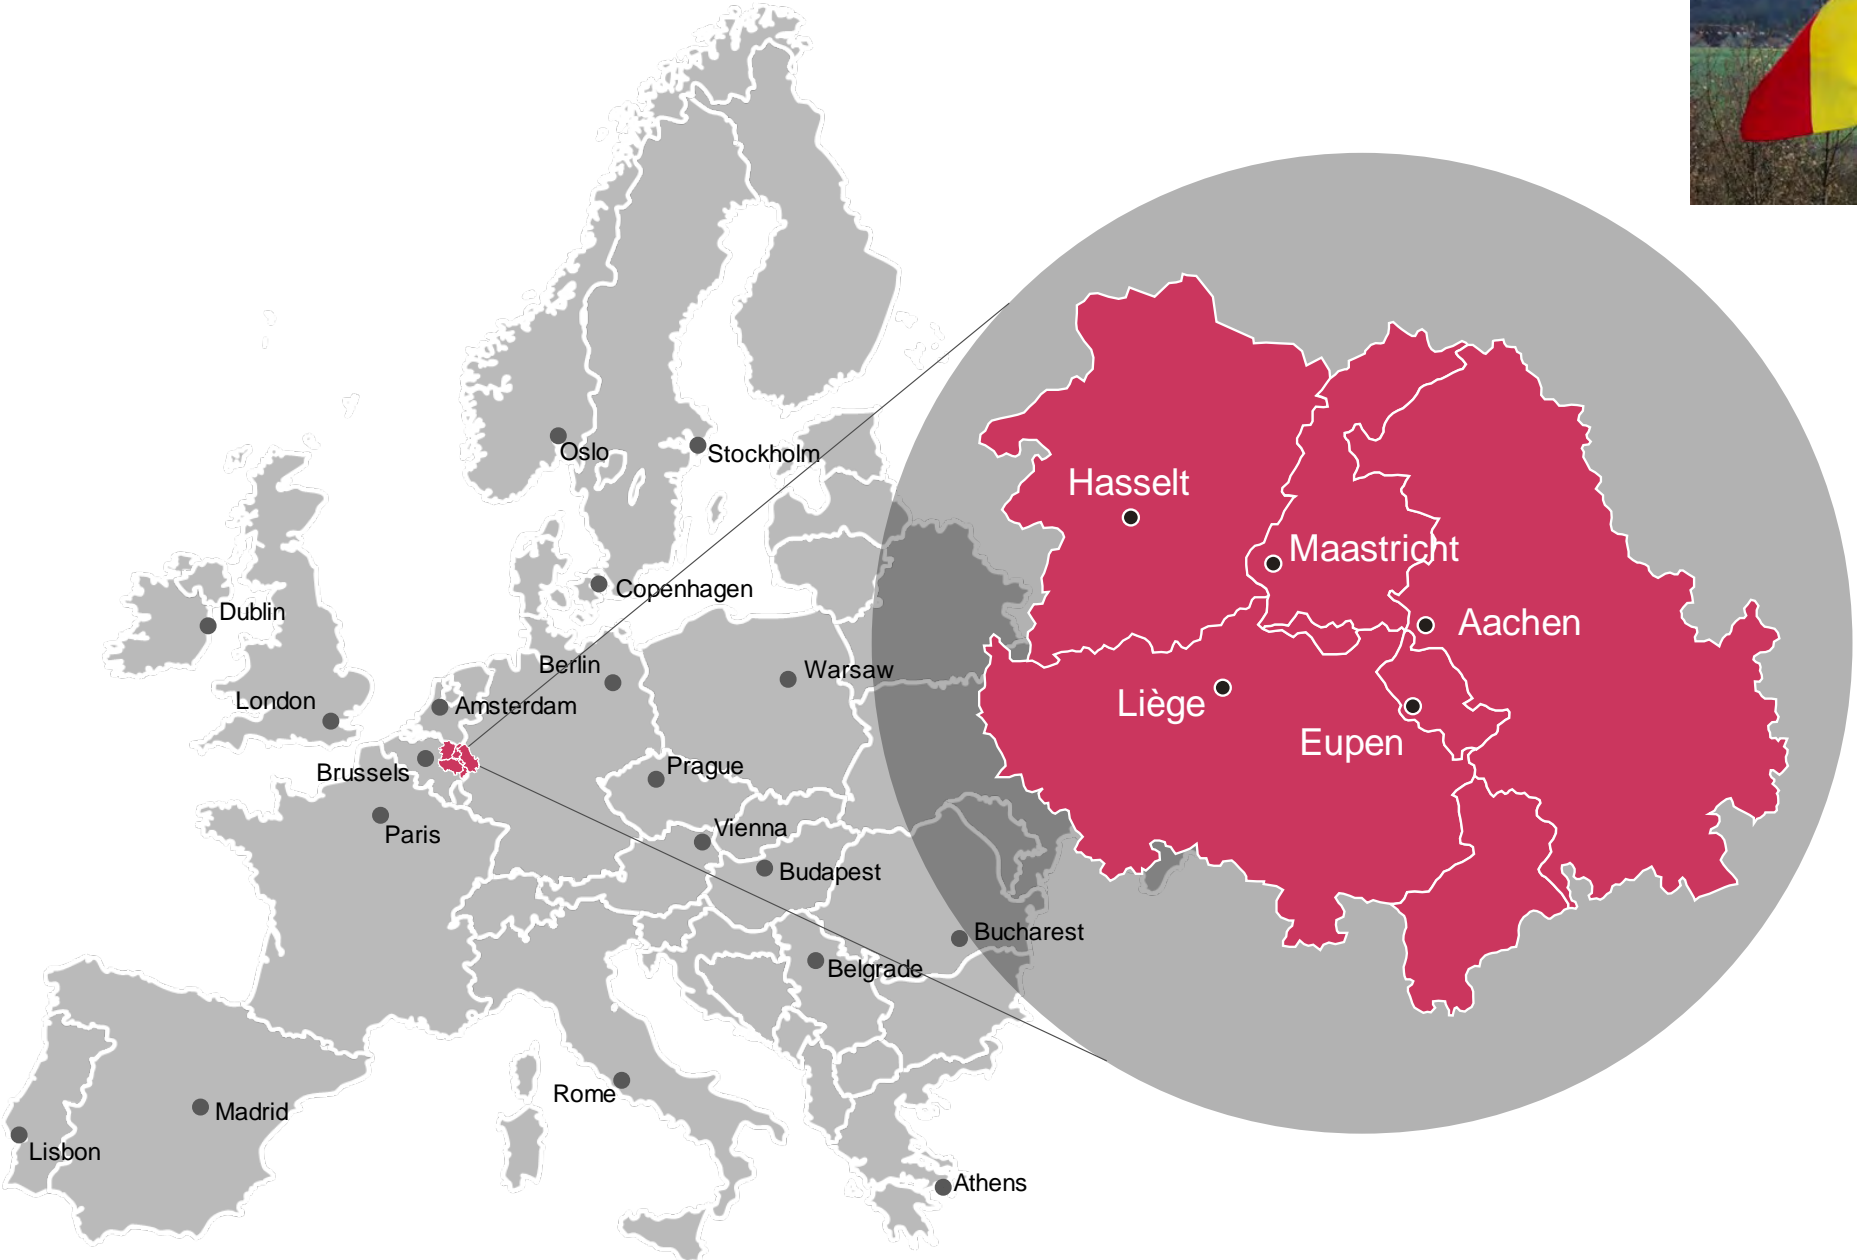 Oslo
Stockholm
Copenhagen
Dublin
Berlin
Warsaw
London
Amsterdam
Brussels
Prague
Paris
Vienna
Budapest
Bucharest
Belgrade
Rome
Madrid
Lisbon
Athens
Hasselt
Maastricht
Aachen
Liège
Eupen